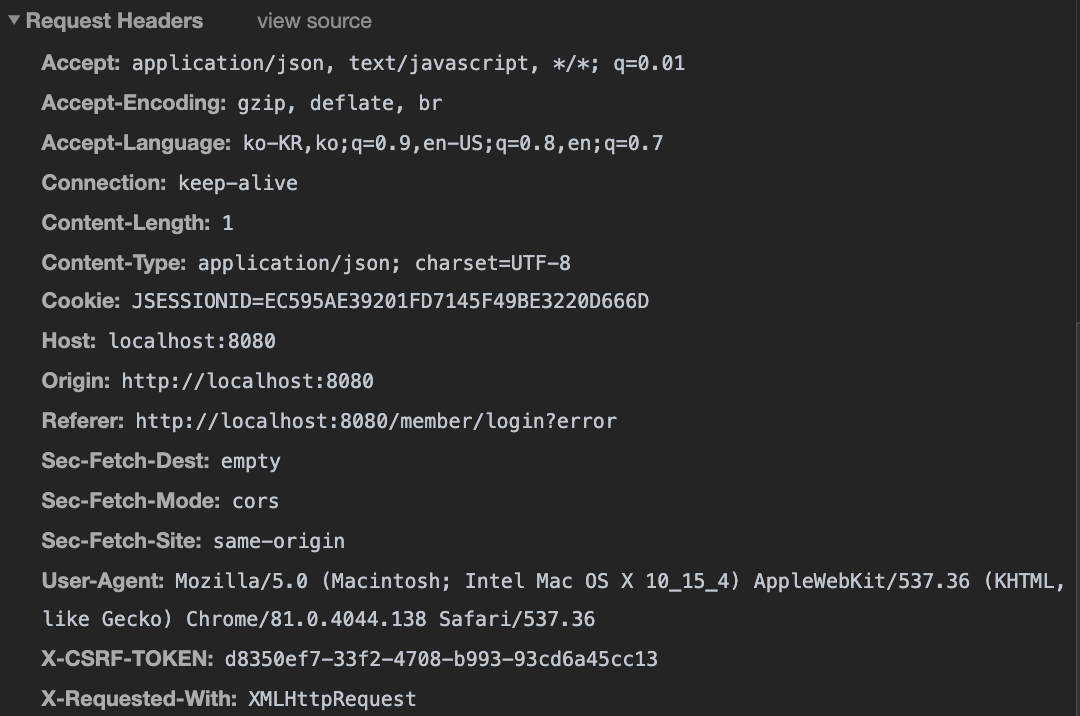 Request Headers view source
Accept: application/json, text/javascript, */*; q=0.01
Accept-Encoding: gzip, deflate, br
Accept-Language: ko-KR,ko;q=0.9,en-US;q=0.8,en;q=0.7
Connection: keep-alive
Content-Length: 1
Content-Type: application/json; charset=UTF-8
Cookie: JSESSIONID=EC595AE39201FD7145F49BE3220D666D
Host: localhost:8080
Origin: http://localhost:8080
Referer: http://localhost:8080/member/login?error
Sec-Fetch-Dest: empty
Sec-Fetch-Mode: cors
Sec-Fetch-Site: same-origin
User-Agent: Mozilla/5.0 (Macintosh; Intel Mac OS X 10_15_4) AppleWebKit/537.36 (KHTML,
like Gecko) Chrome/81.0.4044.138 Safari/537.36
X-CSRF-TOKEN: d8350ef7-33f2-4708-b993-93cd6a45cc13
X-Requested-With: XMLHttpRequest